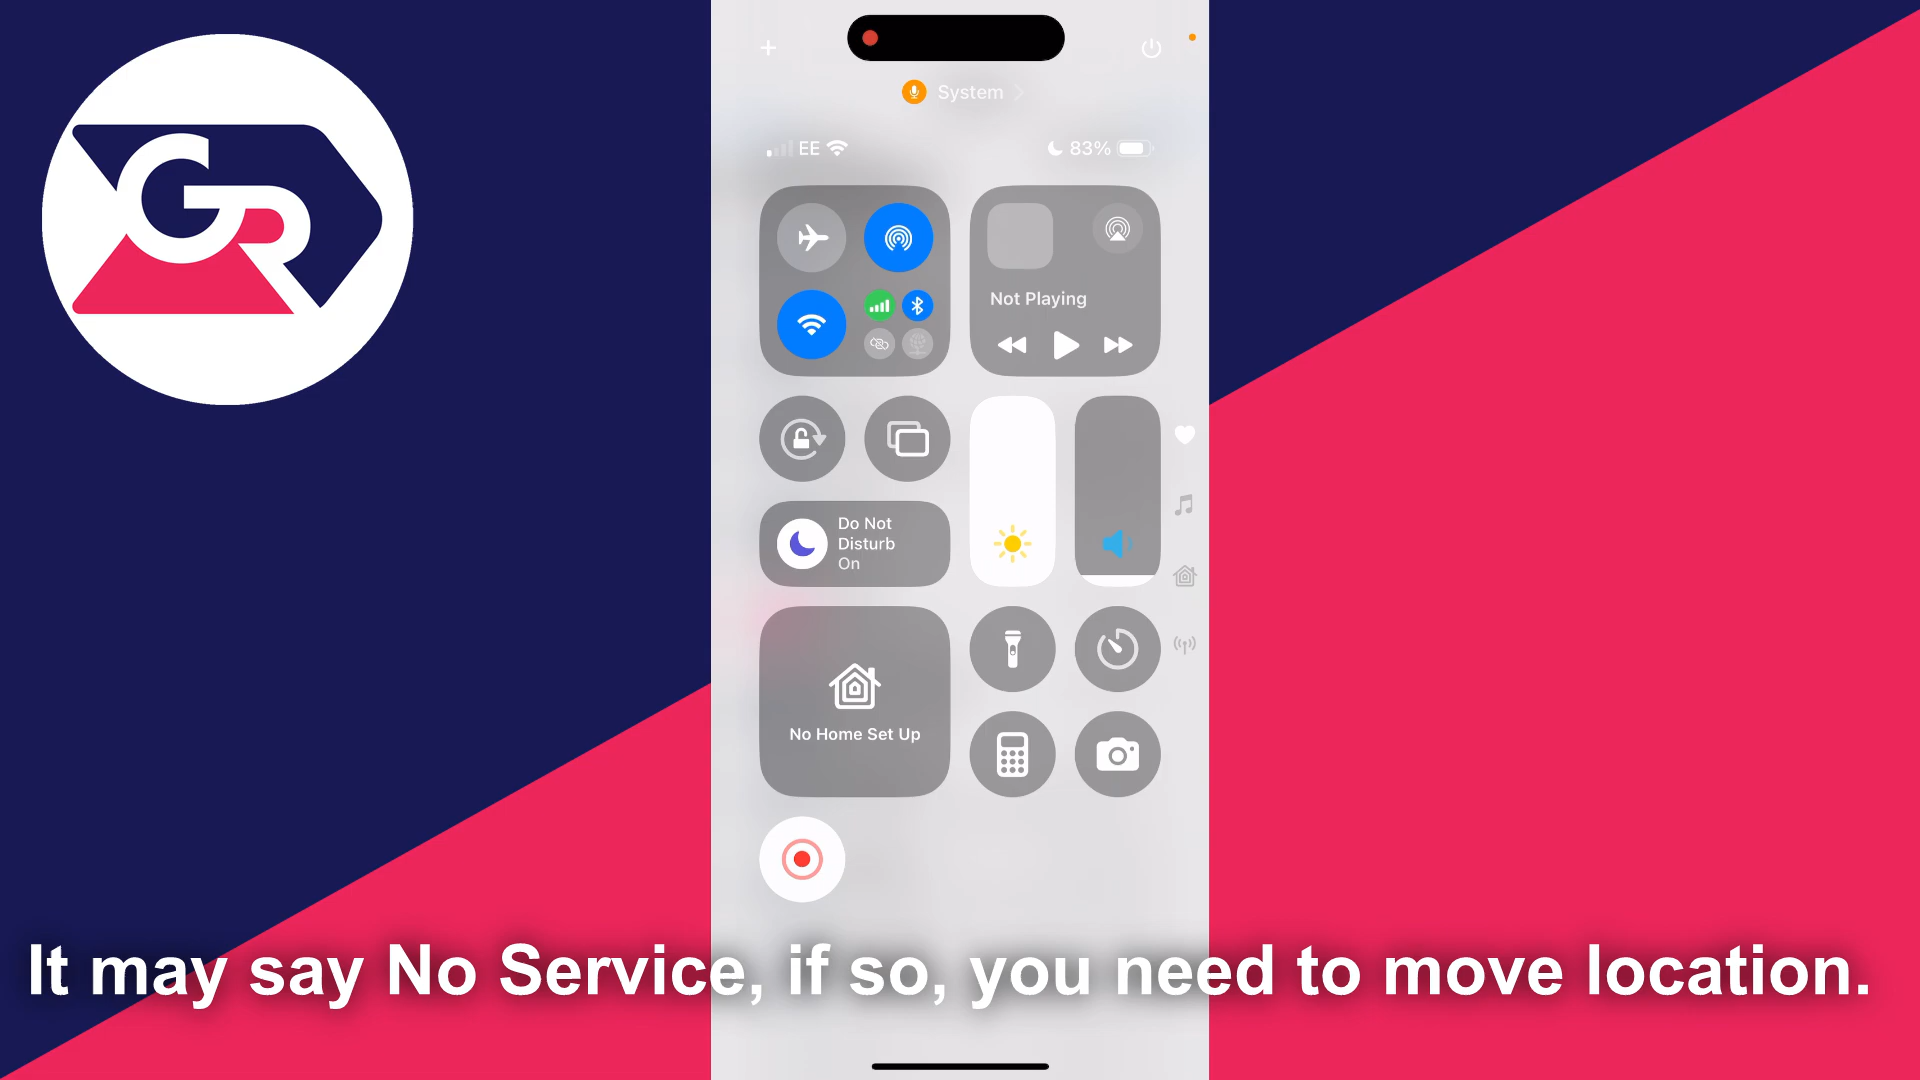 System
EE
83%
Not Playing
Do Not
Disturb
On
No Home Set Up
GR
It may say No Service, if so, you need to move location.